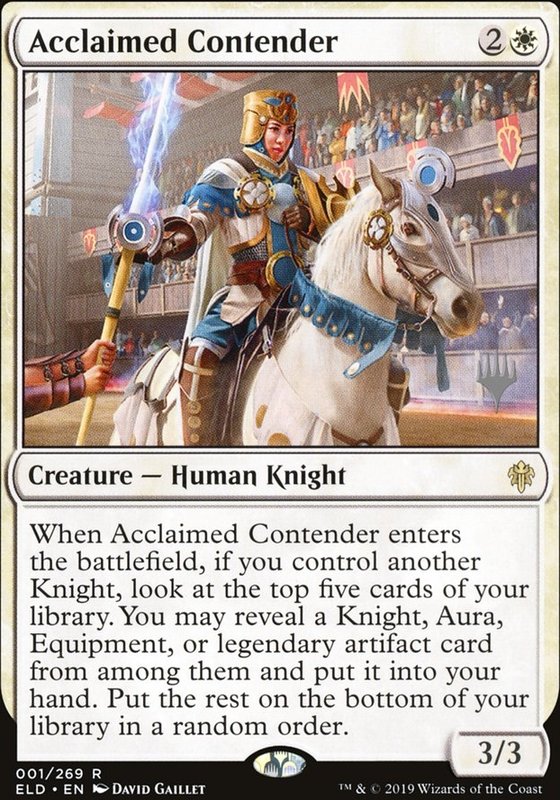 Acclaimed Contender 2
Creature — Human Knight
When Acclaimed Contender enters
the battlefield, if you control another
Knight, look at the top five cards of your
library. You may reveal a Knight, Aura,
Equipment, or legendary artifact card
from among them and put it into your
hand. Put the rest on the bottom of your
library in a random order.
3/3
001/269 R
ELD • EN DAVID GAILLET
™ & © 2019 Wizards of the Coast